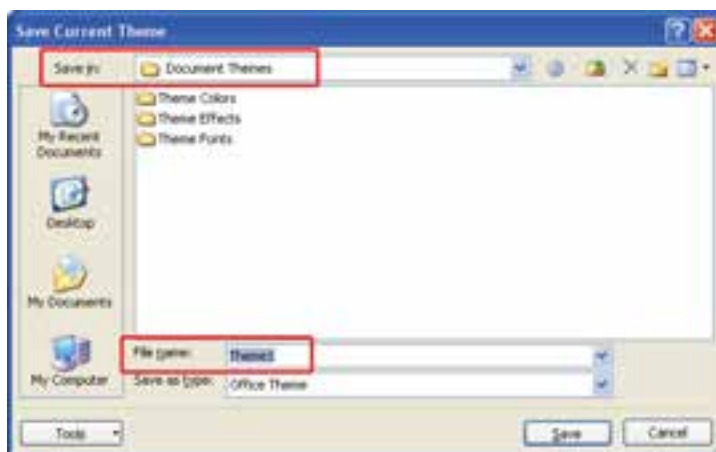 Save Current Theme
Save in:
Document Themes
Theme Colors
Theme Effects
Theme Fonts
My Recent
Documents
Desktop
My Documents
My Computer
File name:
Theme1
Save as type:
Office Theme
Tools
Save
Cancel